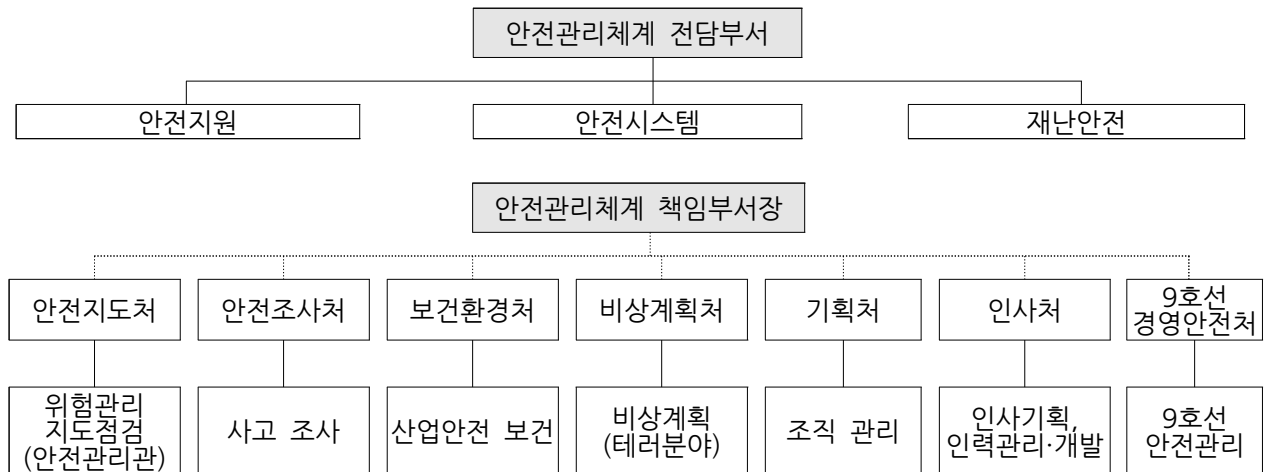 안전관리체계 전담부서
안전지원
안전시스템
재난안전
안전관리체계 책임부서장
안전지도처
안전조사처
보건환경처
비상계획처
기획처
인사처
9호선
경영안전처
위험관리
지도점검
(안전관리관)
사고 조사
산업안전 보건
비상계획
(테러분야)
조직 관리
인사기획,
인력관리·개발
9호선
안전관리